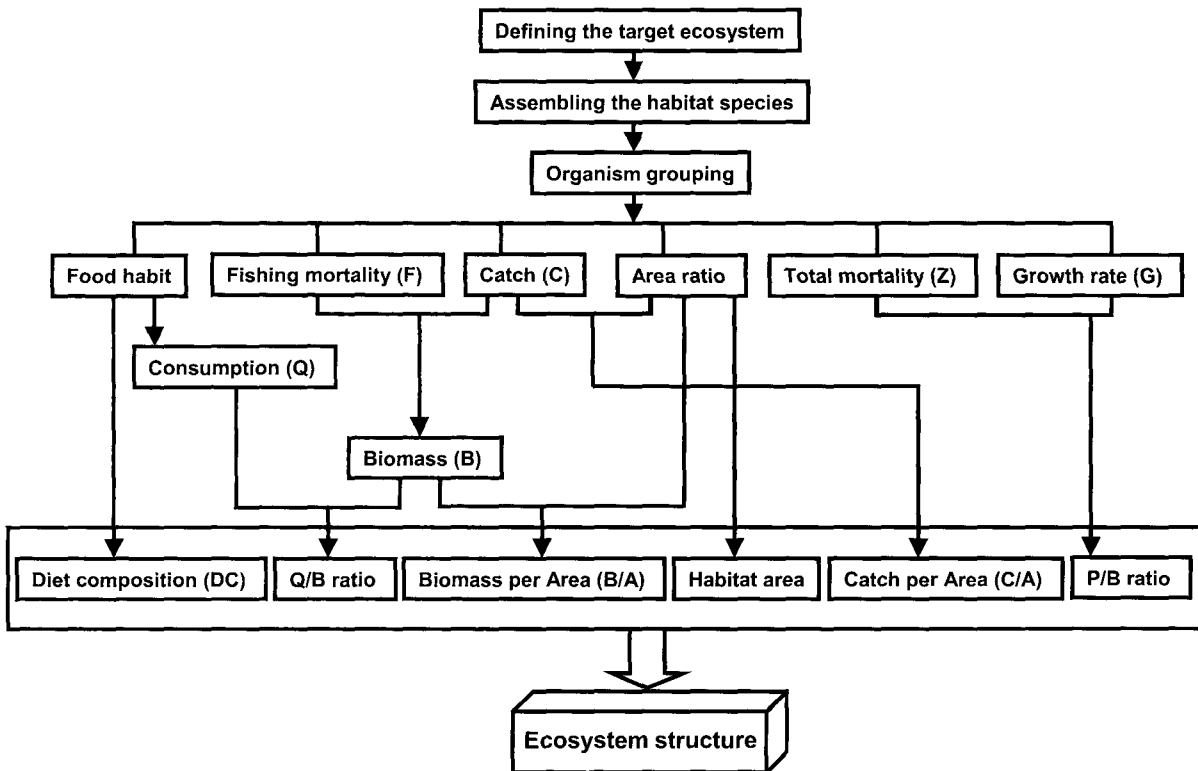 Defining the target ecosystem
Assembling the habitat species
Organism grouping
Food habit
Fishing mortality (F)
Catch (C)
Area ratio
Total mortality (Z)
Growth rate (G)
Consumption (Q)
Biomass (B)
Diet composition (DC)
Q/B ratio
Biomass per Area (B/A)
Habitat area
Catch per Area (C/A)
P/B ratio
Ecosystem structure